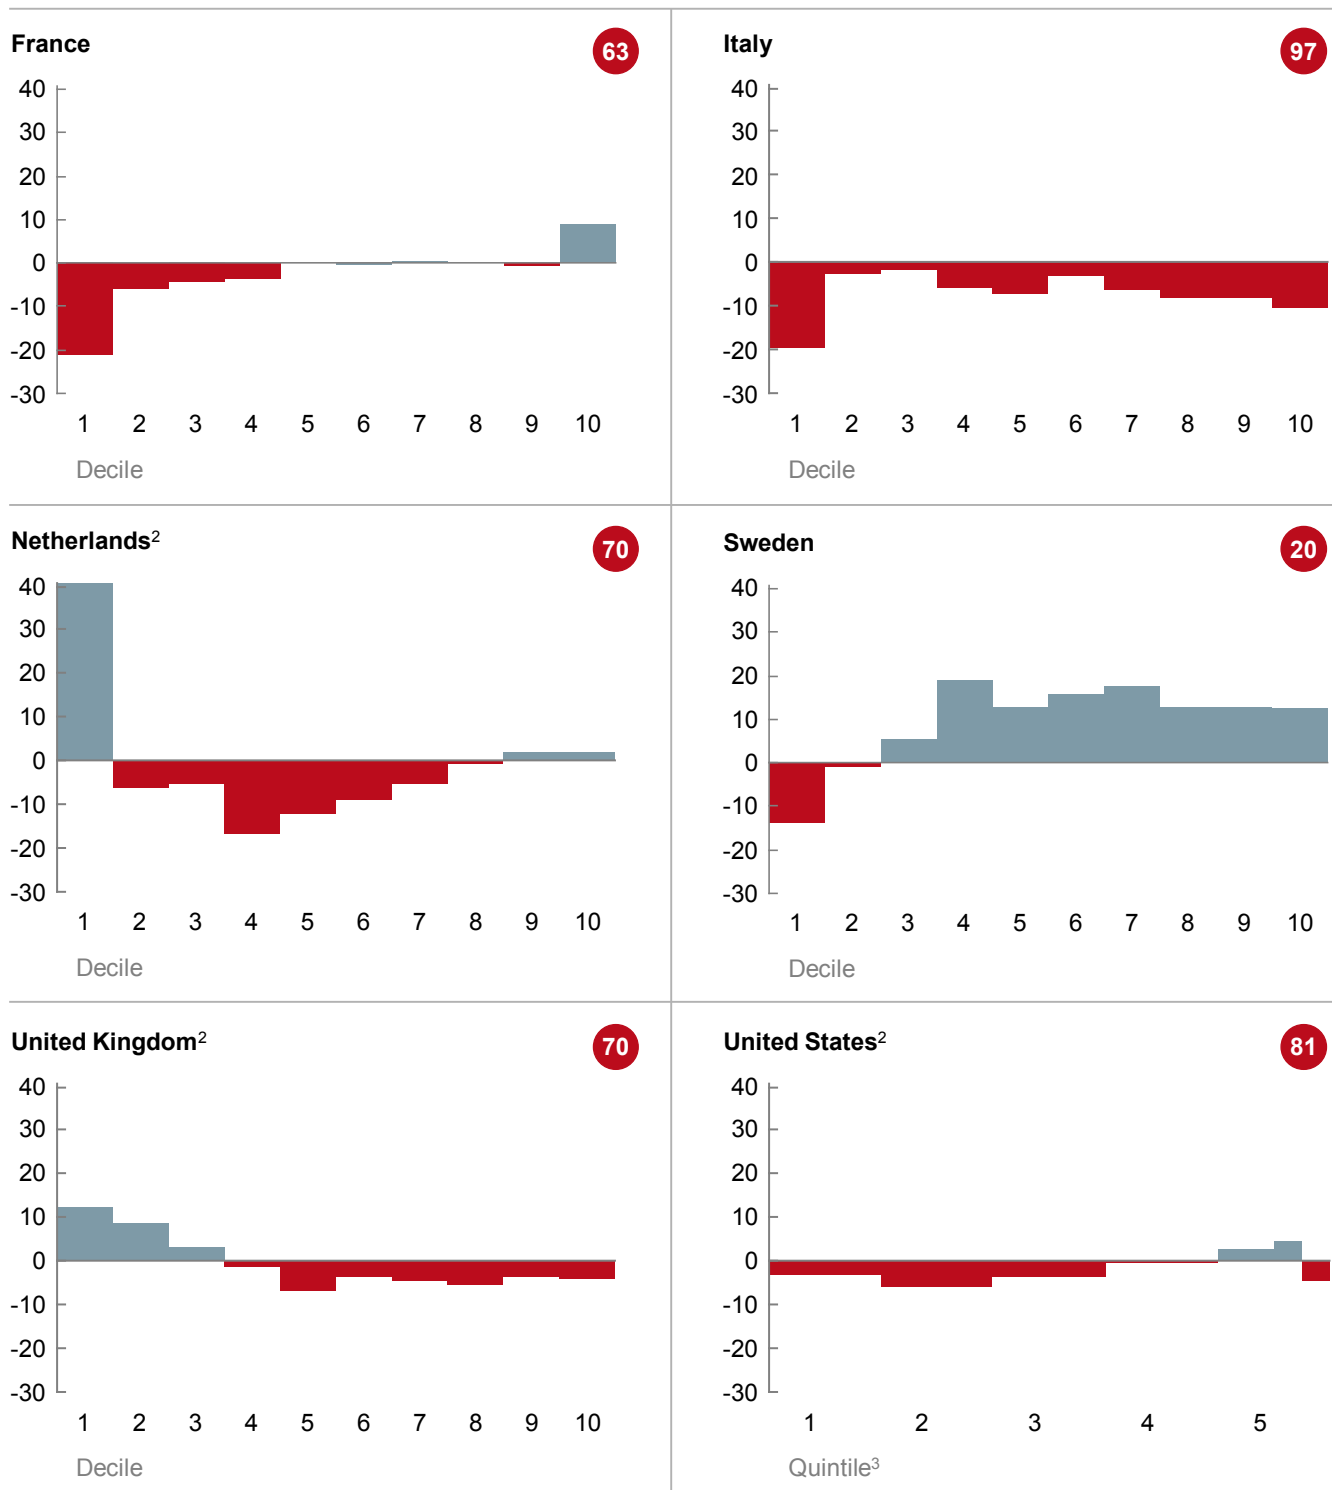 France 63
40
30
20
10
0
-10
-20
-30
1 2 3 4 5 6 7 8 9 10
Decile
Italy 97
40
30
20
10
0
-10
-20
-30
1 2 3 4 5 6 7 8 9 10
Decile
Netherlands² 70
40
30
20
10
0
-10
-20
-30
1 2 3 4 5 6 7 8 9 10
Decile
Sweden 20
40
30
20
10
0
-10
-20
-30
1 2 3 4 5 6 7 8 9 10
Decile
United Kingdom² 70
40
30
20
10
0
-10
-20
-30
1 2 3 4 5 6 7 8 9 10
Decile
United States² 81
40
30
20
10
0
-10
-20
-30
1 2 3 4 5
Quintile³